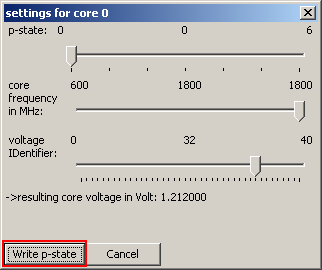 settings for core 0
p-state: 0 0 6
core
frequency
in MHz:
600 1800 1800
voltage
IDentifier:
0 32 40
->resulting core voltage in Volt: 1.212000
Write p-state Cancel